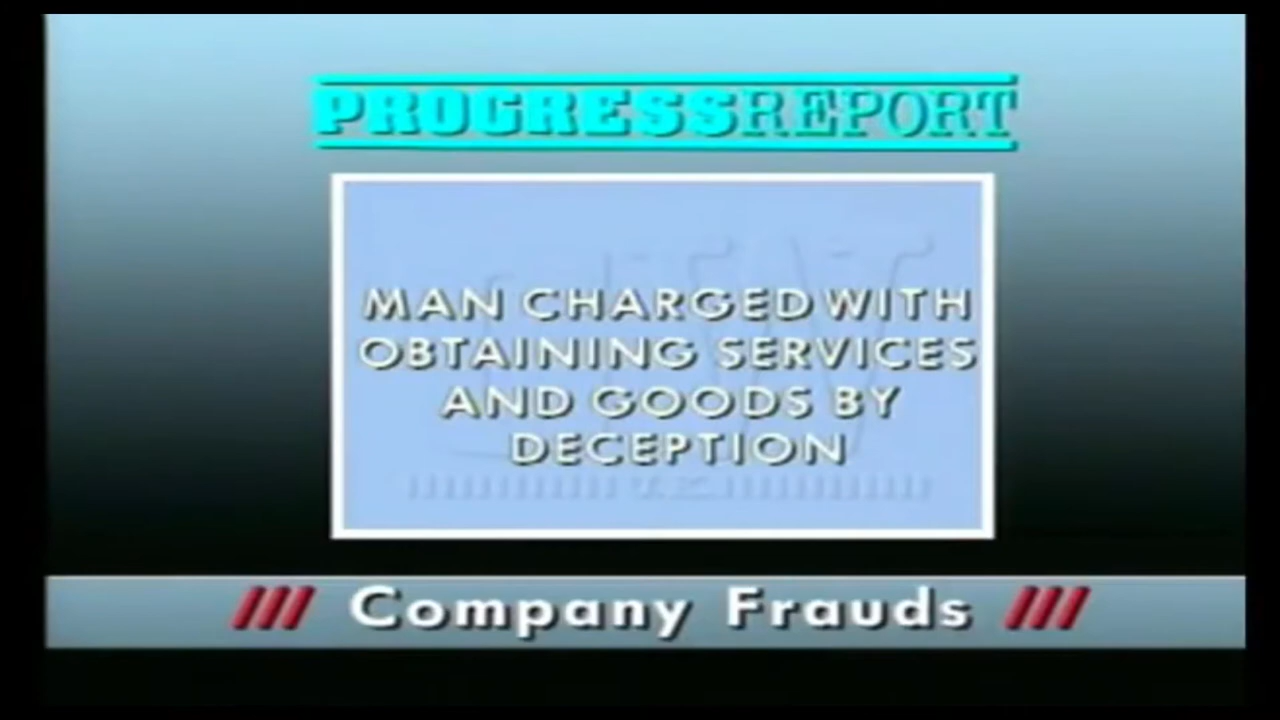 PROGRESSREPORT
MAN CHARGED WITH
OBTAINING SERVICES
AND GOODS BY
DECEPTION
/// Company Frauds ///